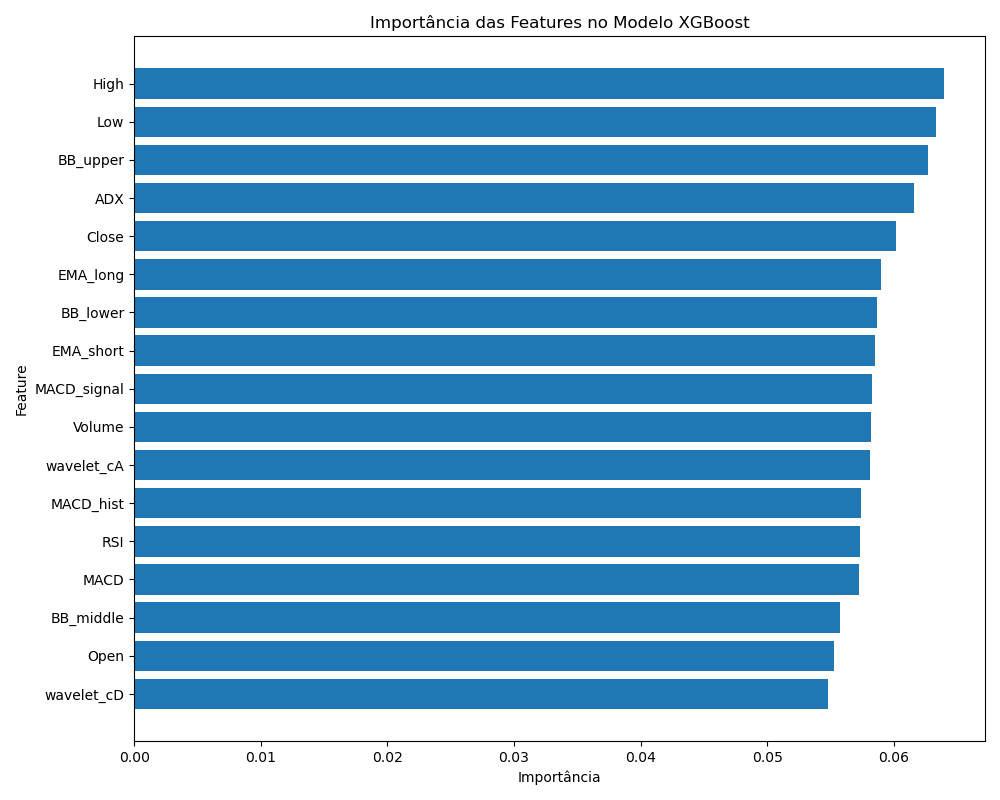 Importância das Features no Modelo XGBoost
Feature
High
Low
BB_upper
ADX
Close
EMA_long
BB_lower
EMA_short
MACD_signal
Volume
wavelet_cA
MACD_hist
RSI
MACD
BB_middle
Open
wavelet_cD
0.00 0.01 0.02 0.03 0.04 0.05 0.06
Importância